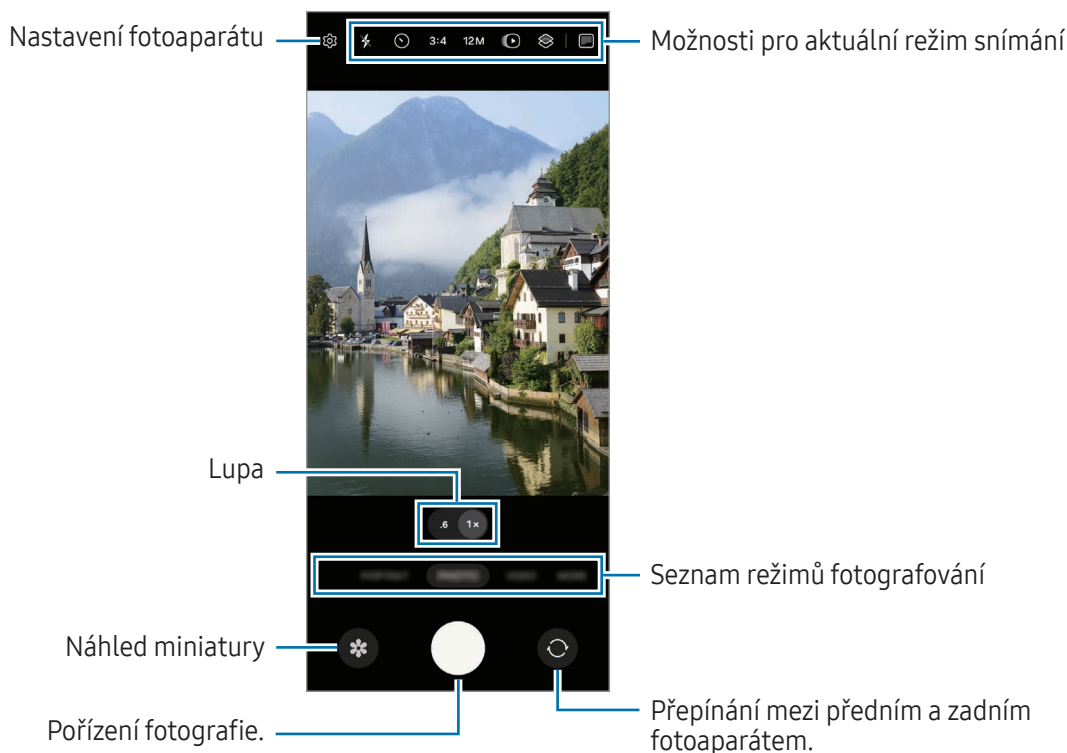 Nastavení fotoaparátu
3:4 12M
Možnosti pro aktuální režim snímání
Lupa
.6 1×
Seznam režimů fotografování
Náhled miniatury
Pořízení fotografie.
Přepínání mezi předním a zadním
fotoaparátem.